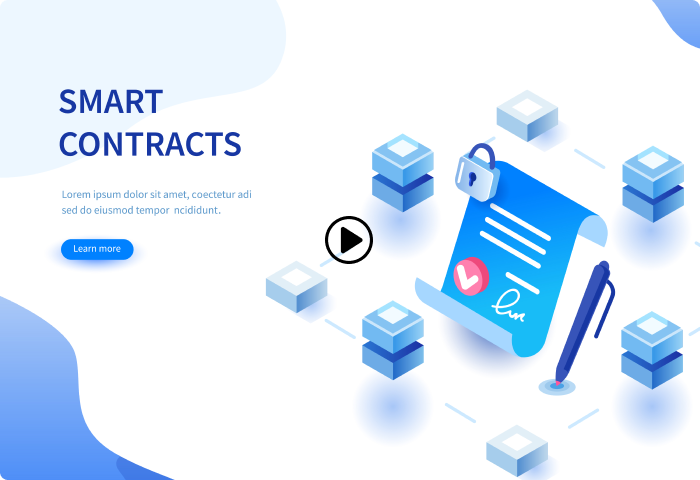 SMART
CONTRACTS
Lorem ipsum dolor sit amet, coectetur adi
sed do eiusmod tempor ncididunt.
Learn more